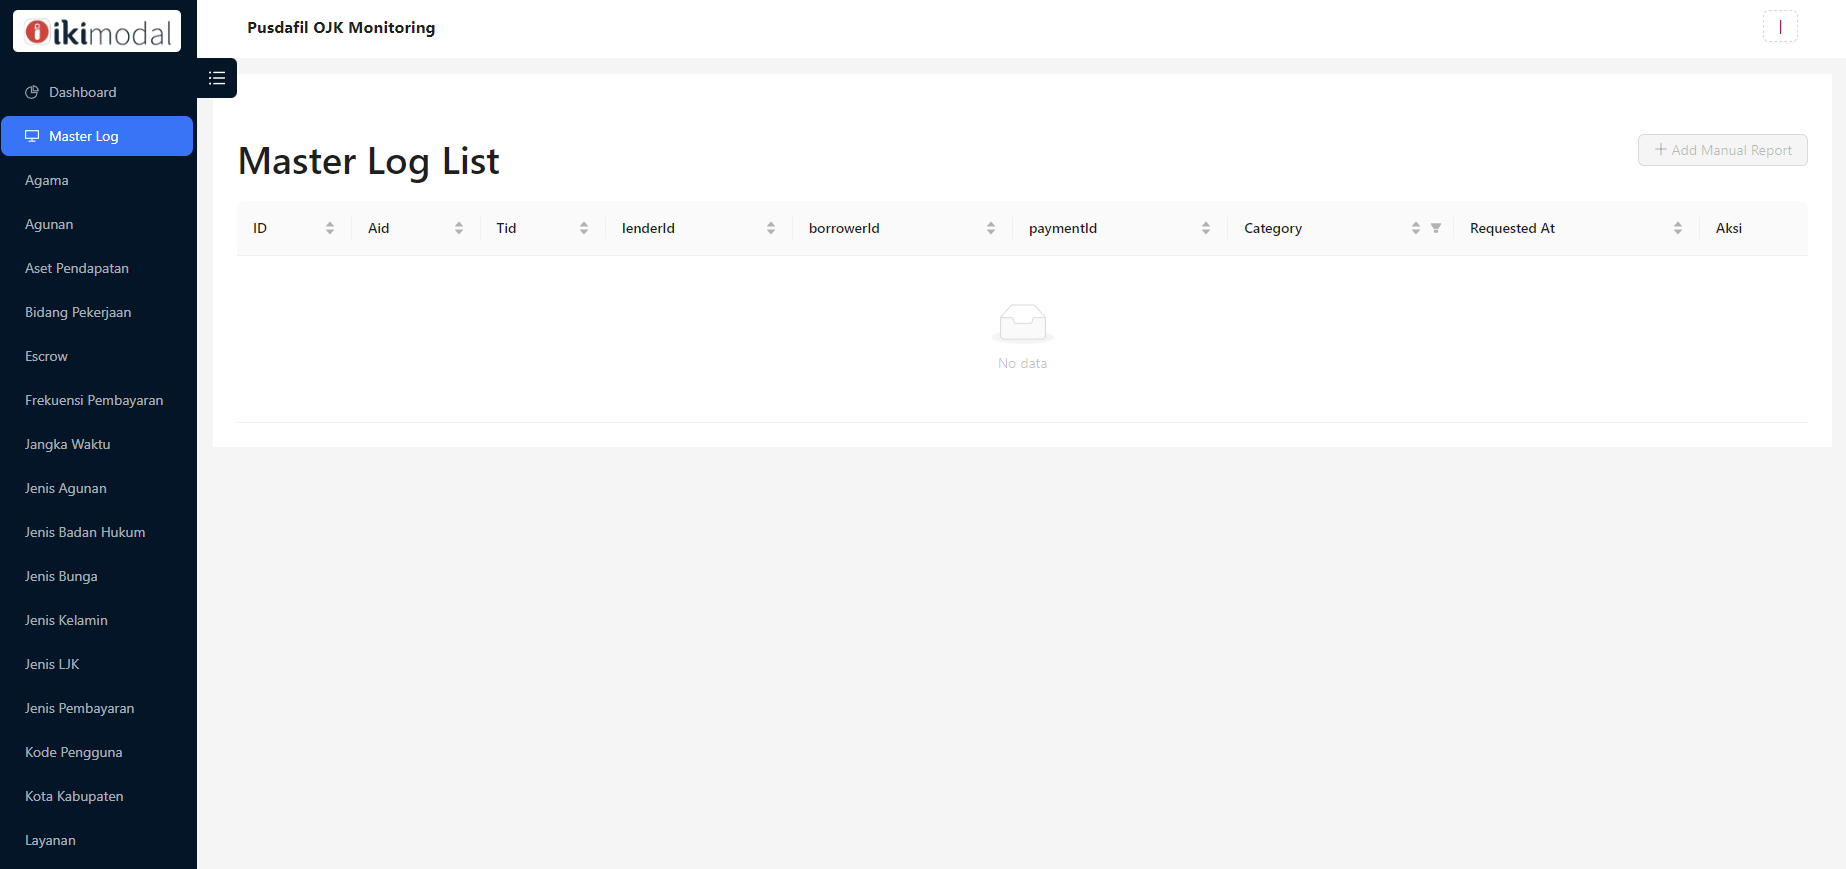 ikimodal
Pusdafil OJK Monitoring
Dashboard
Master Log
Agama
Agunan
Aset Pendapatan
Bidang Pekerjaan
Escrow
Frekuensi Pembayaran
Jangka Waktu
Jenis Agunan
Jenis Badan Hukum
Jenis Bunga
Jenis Kelamin
Jenis LJK
Jenis Pembayaran
Kode Pengguna
Kota Kabupaten
Layanan
Master Log List
Add Manual Report
ID Aid Tid lenderId borrowerId paymentId Category Requested At Aksi
No data